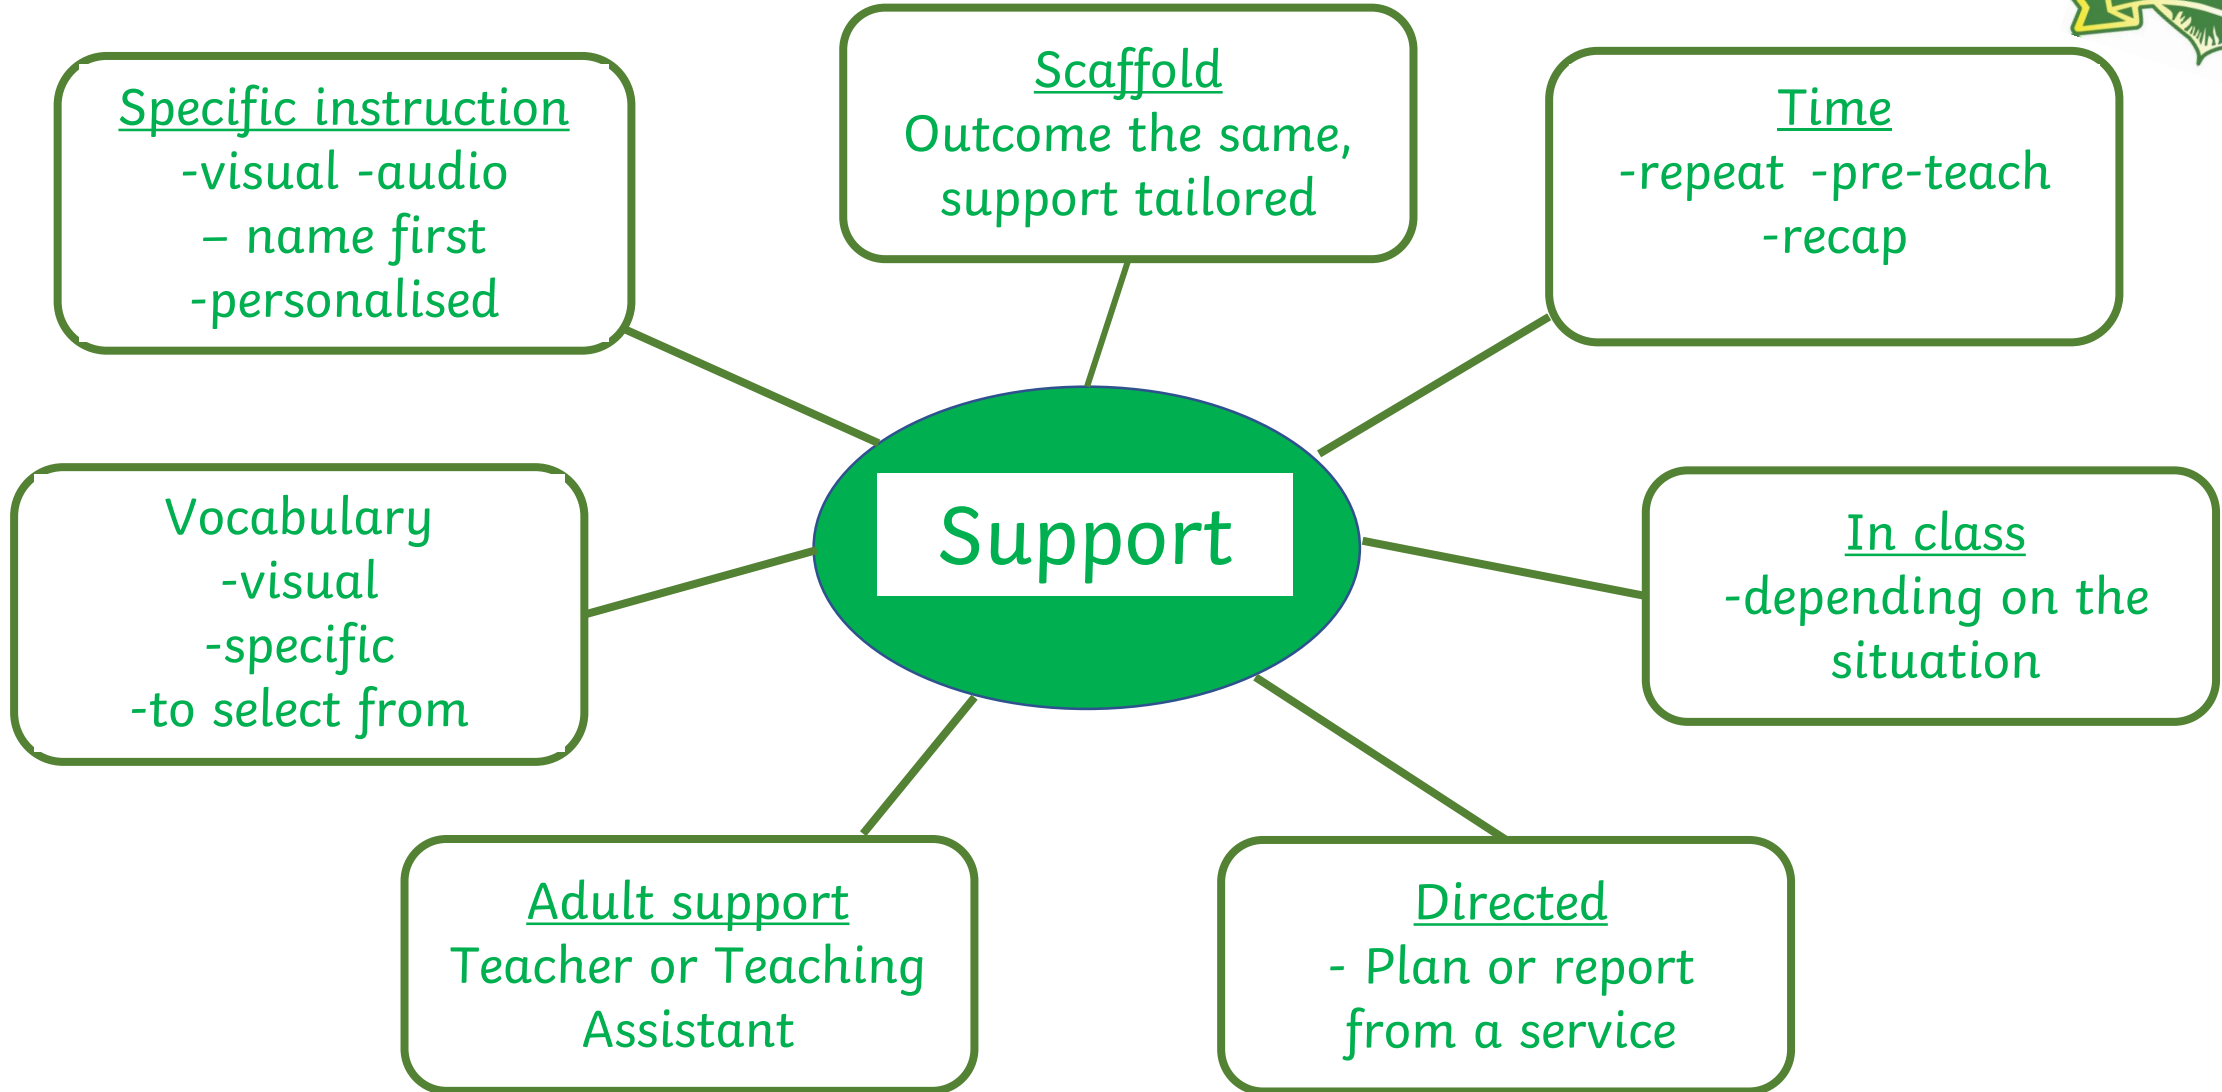 Specific instruction
-visual -audio
– name first
-personalised
Scaffold
Outcome the same,
support tailored
Time
-repeat -pre-teach
-recap
Support
Vocabulary
-visual
-specific
-to select from
In class
-depending on the
situation
Adult support
Teacher or Teaching
Assistant
Directed
- Plan or report
from a service